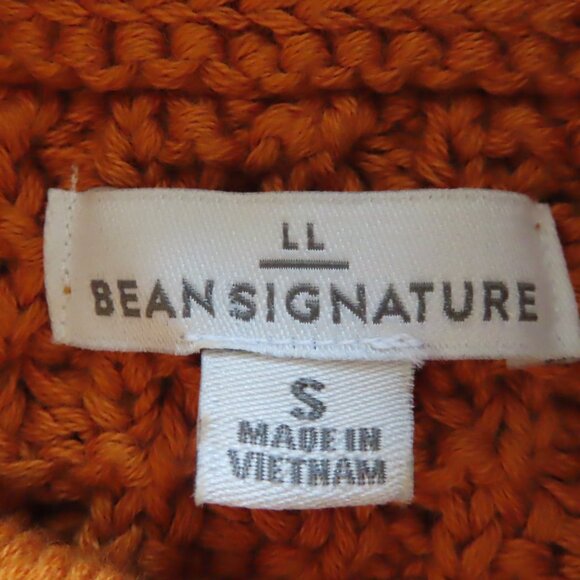 LL
BEAN SIGNATURE
S
MADE IN
VIETNAM